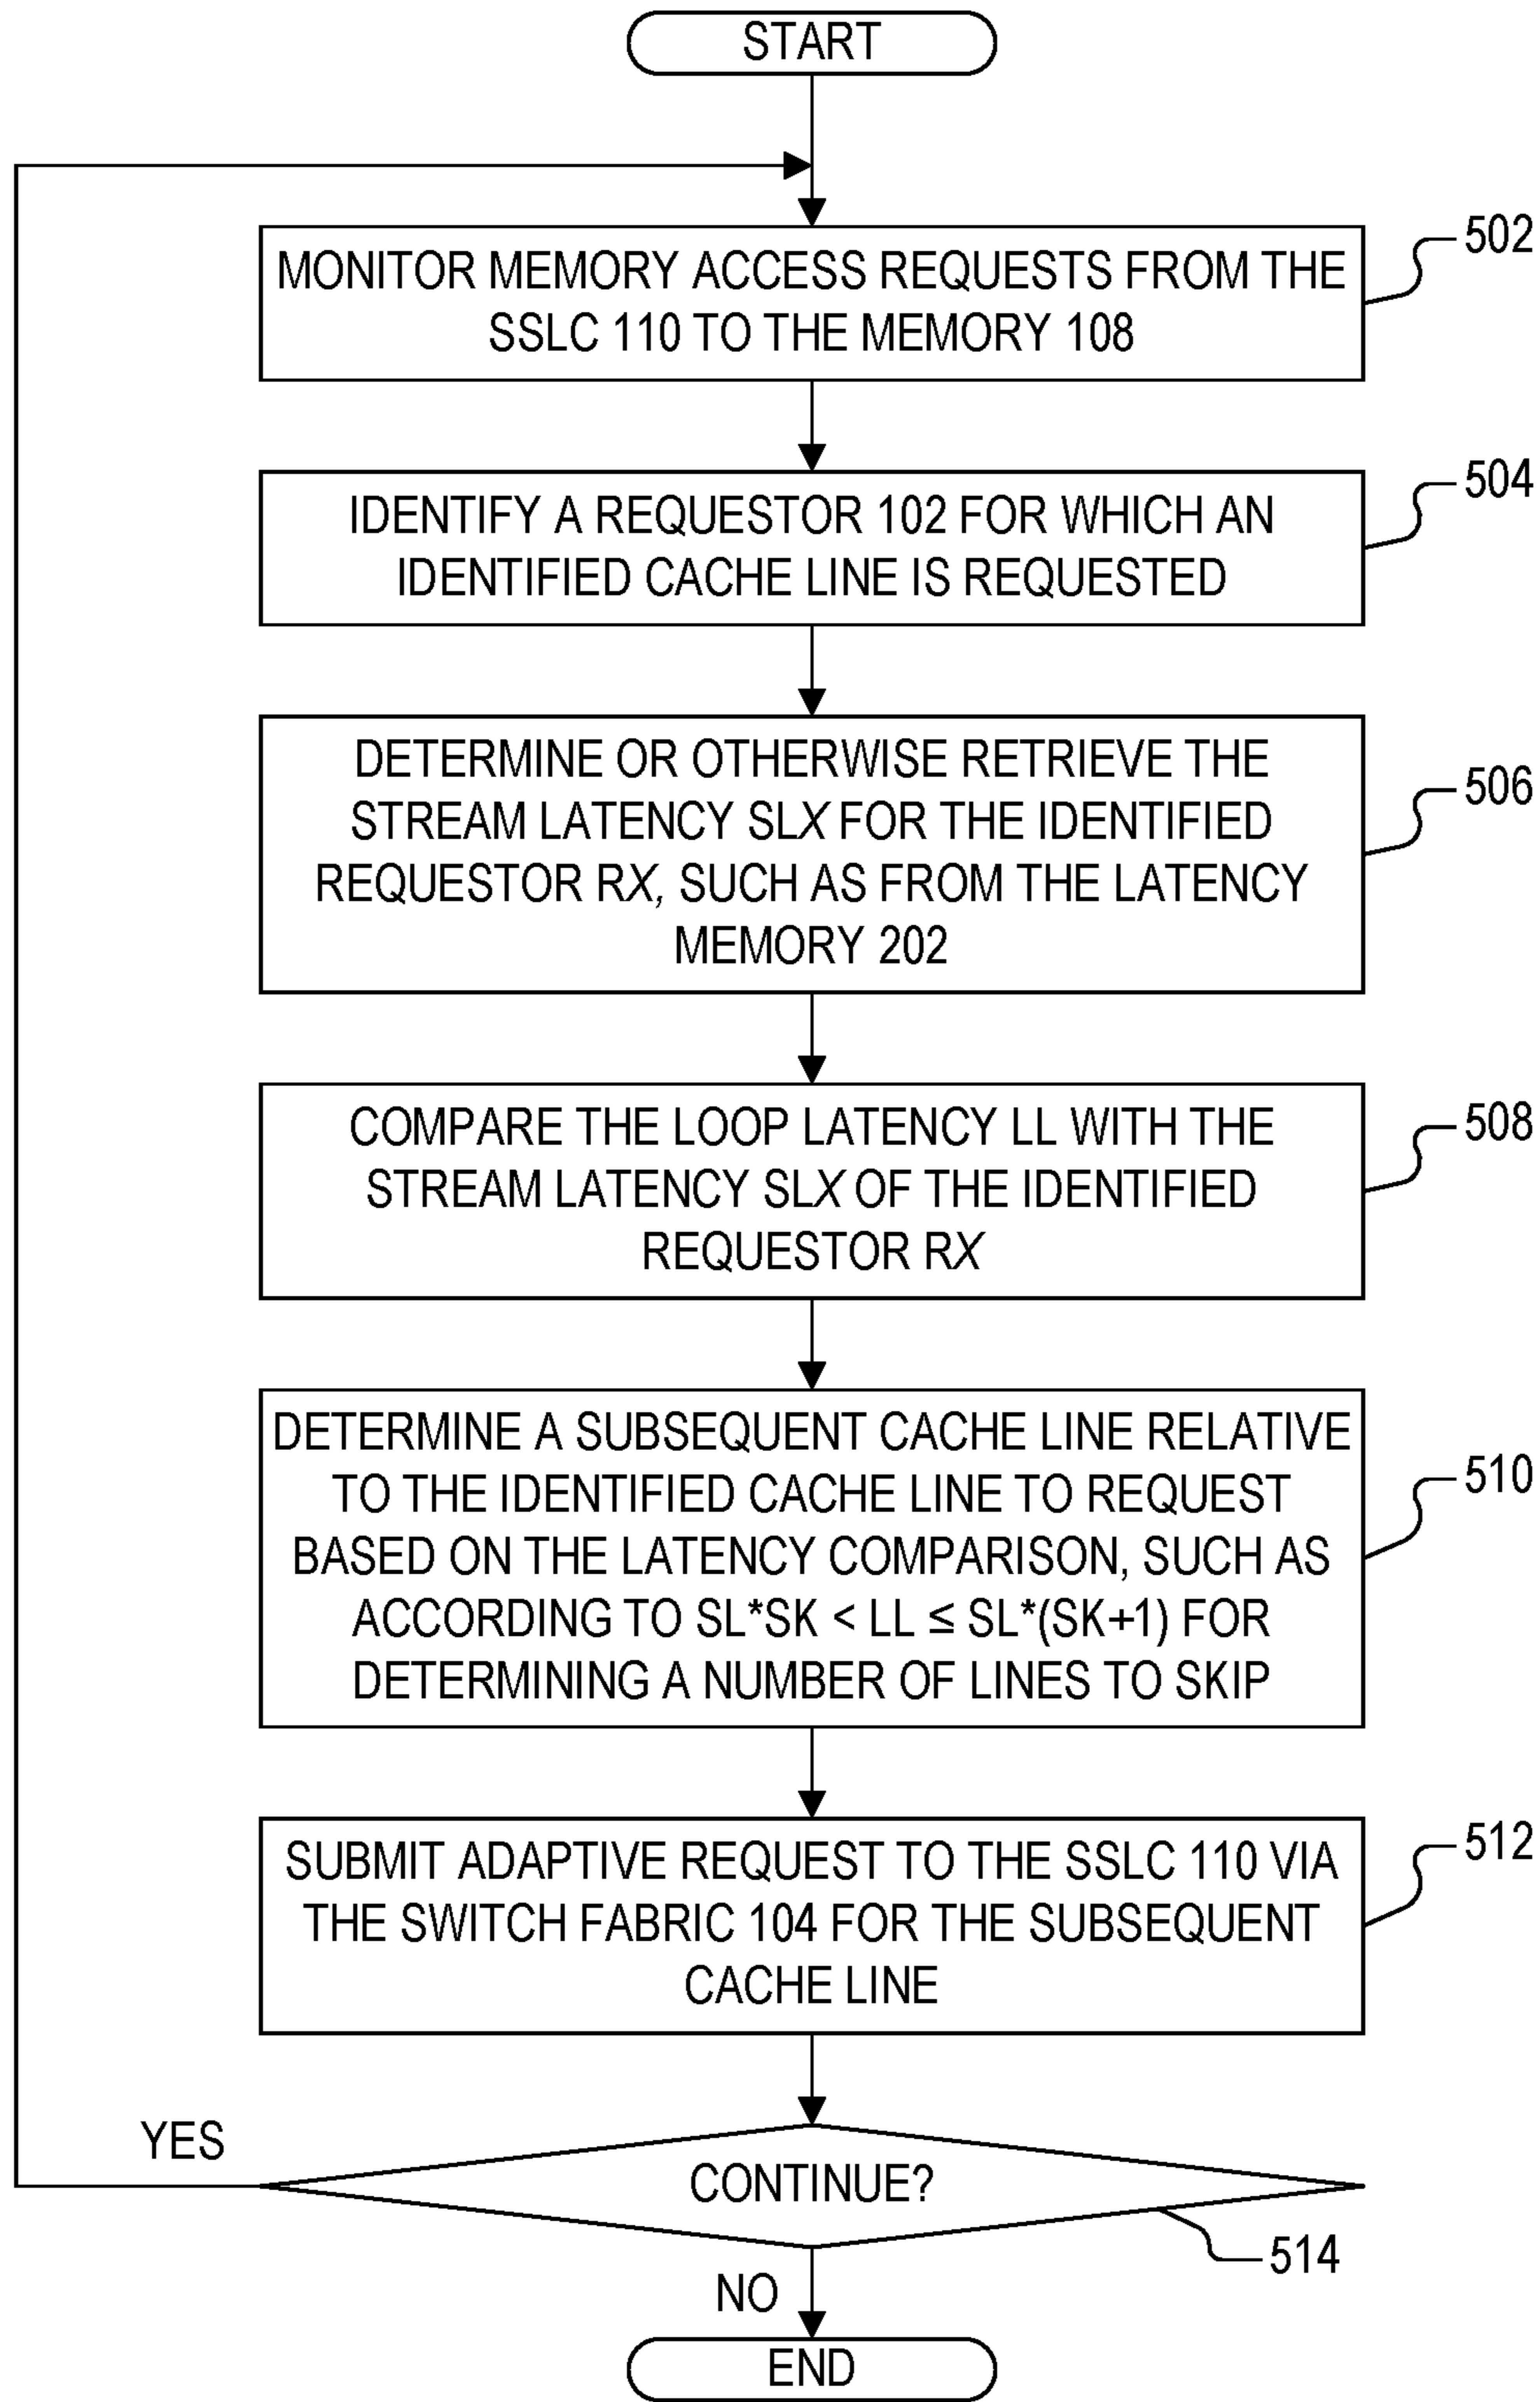 START
MONITOR MEMORY ACCESS REQUESTS FROM THE
SSLC 110 TO THE MEMORY 108
502
IDENTIFY A REQUESTOR 102 FOR WHICH AN
IDENTIFIED CACHE LINE IS REQUESTED
504
DETERMINE OR OTHERWISE RETRIEVE THE
STREAM LATENCY SLX FOR THE IDENTIFIED
REQUESTOR RX, SUCH AS FROM THE LATENCY
MEMORY 202
506
COMPARE THE LOOP LATENCY LL WITH THE
STREAM LATENCY SLX OF THE IDENTIFIED
REQUESTOR RX
508
DETERMINE A SUBSEQUENT CACHE LINE RELATIVE
TO THE IDENTIFIED CACHE LINE TO REQUEST
BASED ON THE LATENCY COMPARISON, SUCH AS
ACCORDING TO SL*SK < LL ≤ SL*(SK+1) FOR
DETERMINING A NUMBER OF LINES TO SKIP
510
SUBMIT ADAPTIVE REQUEST TO THE SSLC 110 VIA
THE SWITCH FABRIC 104 FOR THE SUBSEQUENT
CACHE LINE
512
YES
CONTINUE?
514
NO
END